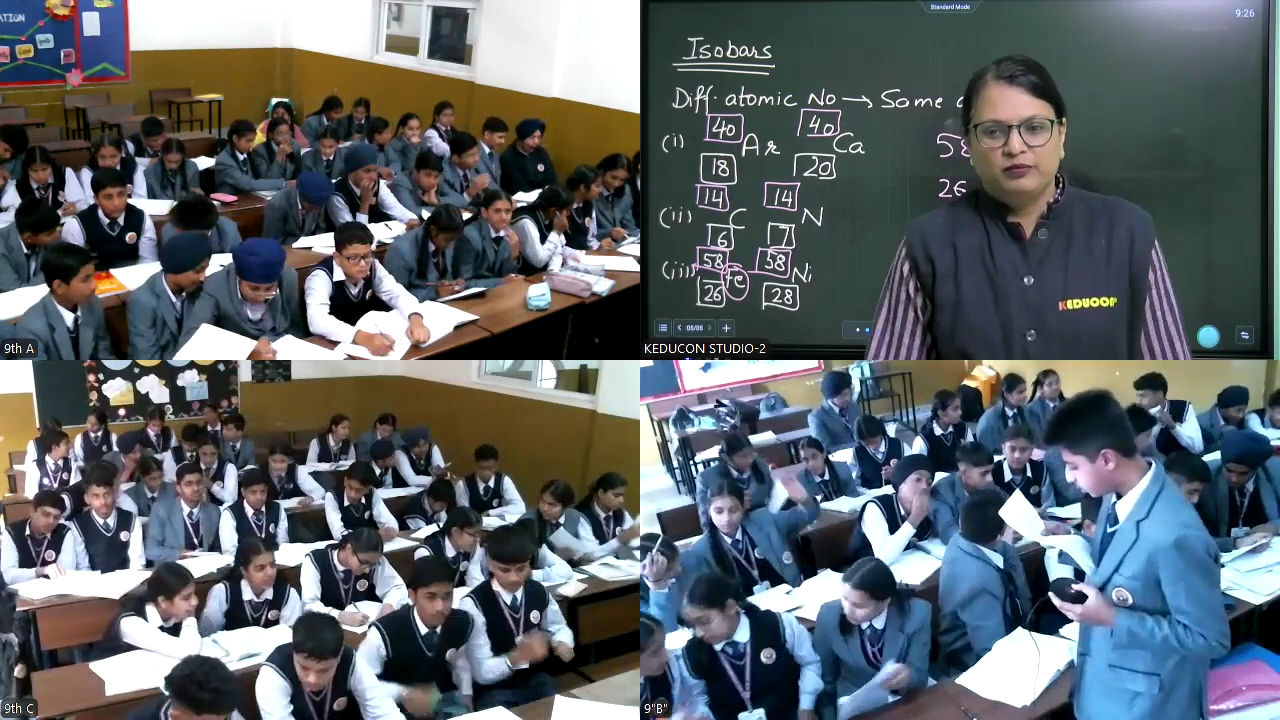 ATION
9th A
Standard Mode
9:26
Isobars
Diff. atomic No → Same
(i) 40 Ar 40 Ca
18 20
(ii) 14 C 14 N
6 7
(iii) 58 Fe 58 Ni
26 28
58
26
05/05
KEDUCON
KEDUCON STUDIO-2
9th C
9"B"